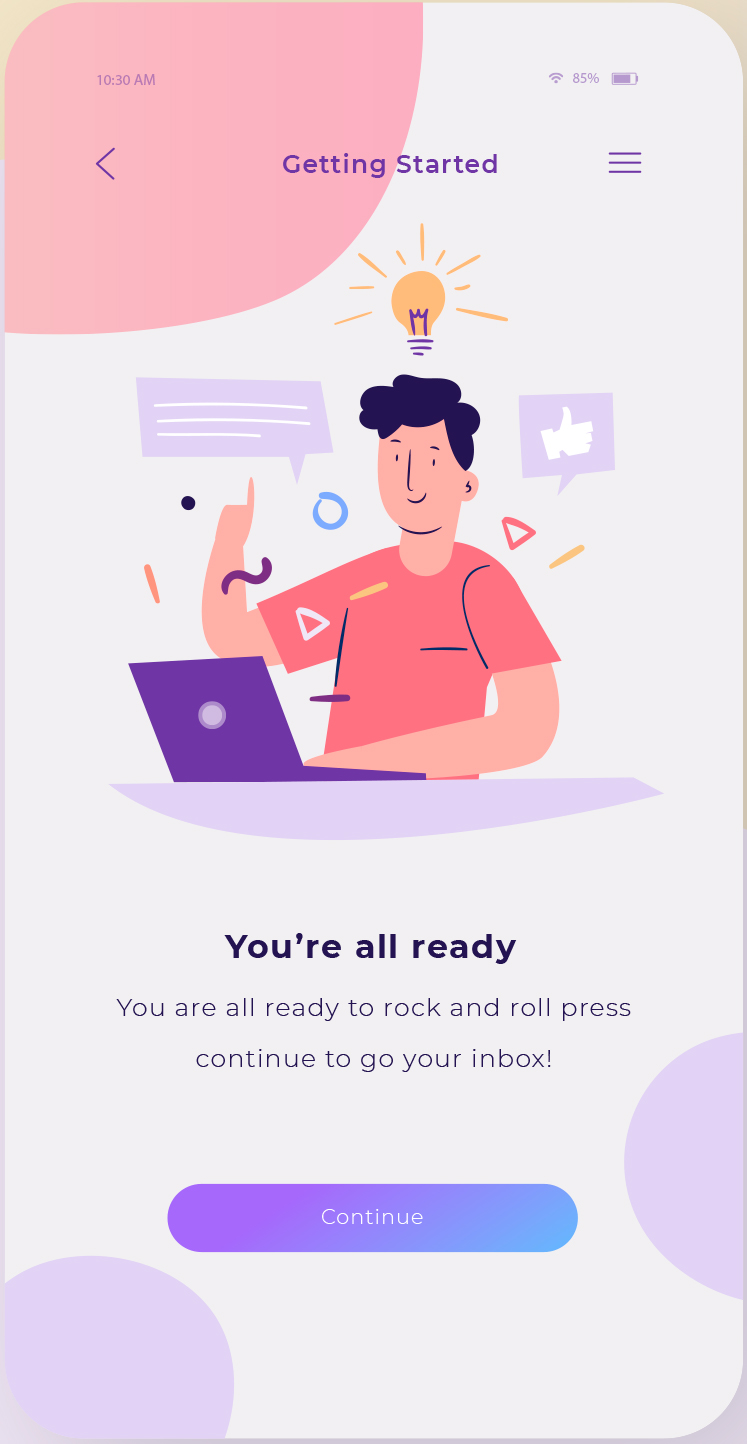 10:30 AM
85%
Getting Started
You’re all ready
You are all ready to rock and roll press
continue to go your inbox!
Continue